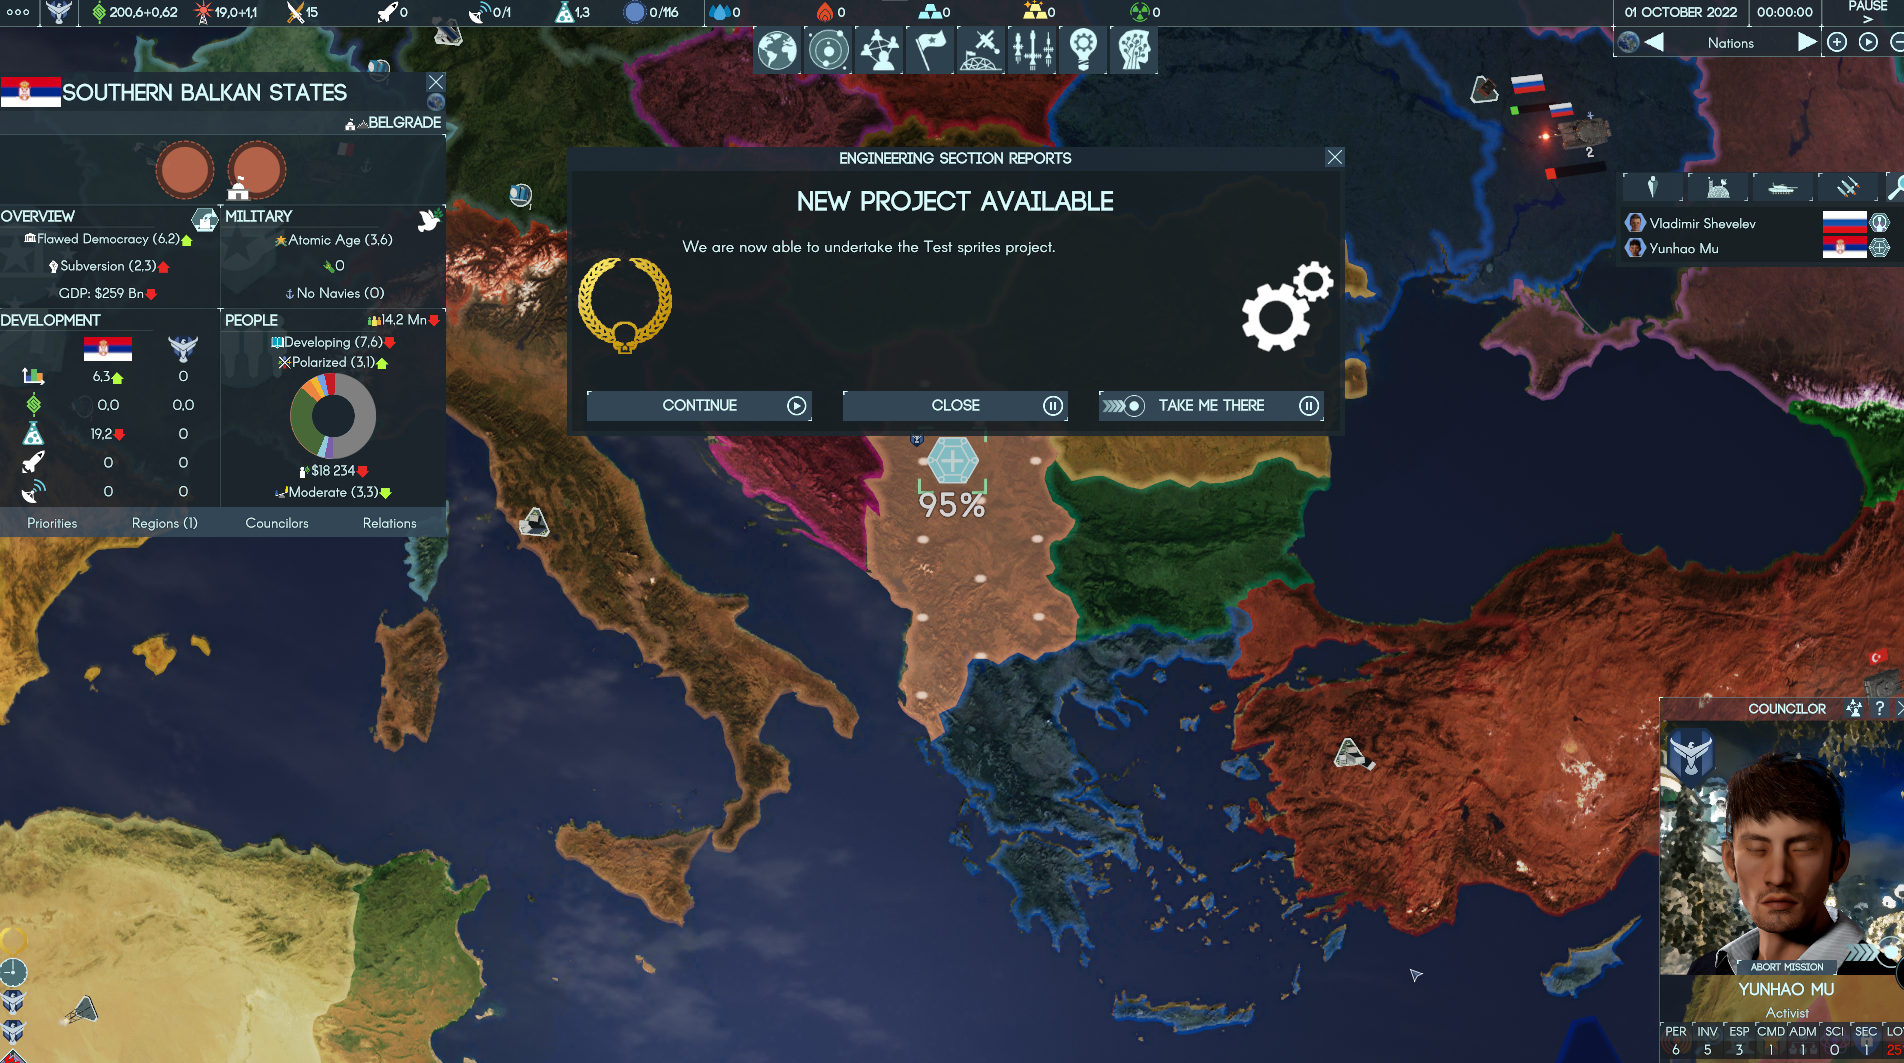 200,6+0,62
19,0+1,1
15
0
0/1
1,3
0/116
0
0
0
0
0
01 OCTOBER 2022
00:00:00
PAUSE
>
Nations
SOUTHERN BALKAN STATES
BELGRADE
OVERVIEW
Flawed Democracy (6,2)
Subversion (2,3)
GDP: $259 Bn
MILITARY
Atomic Age (3,6)
0
No Navies (0)
DEVELOPMENT
6,3
0
0,0
0,0
19,2
0
0
0
0
0
PEOPLE
14,2 Mn
Developing (7,6)
Polarized (3,1)
$18 234
Moderate (3,3)
Priorities
Regions (1)
Councilors
Relations
ENGINEERING SECTION REPORTS
NEW PROJECT AVAILABLE
We are now able to undertake the Test sprites project.
CONTINUE
CLOSE
TAKE ME THERE
95%
2
Vladimir Shevelev
Yunhao Mu
COUNCILOR
?
ABORT MISSION
YUNHAO MU
Activist
PER INV ESP CMD ADM SCI SEC LO
6 5 3 1 1 0 1 25